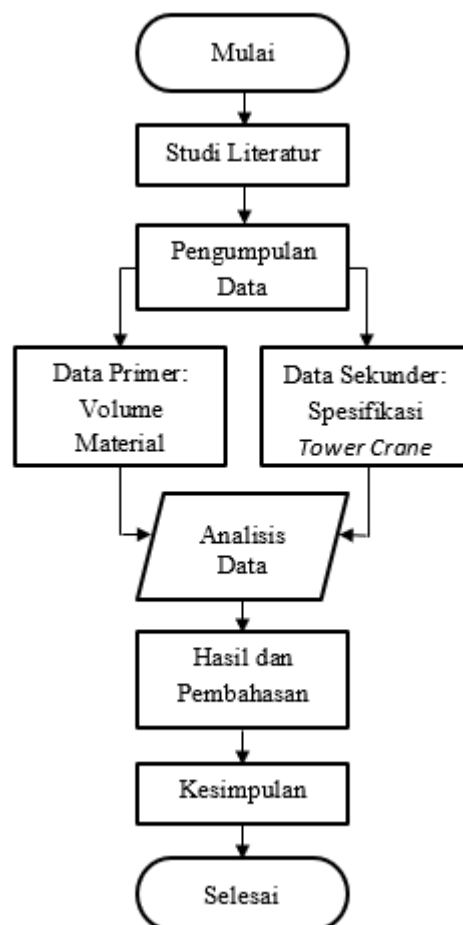 Mulai
Studi Literatur
Pengumpulan
Data
Data Primer:
Volume
Material
Data Sekunder:
Spesifikasi
Tower Crane
Analisis
Data
Hasil dan
Pembahasan
Kesimpulan
Selesai